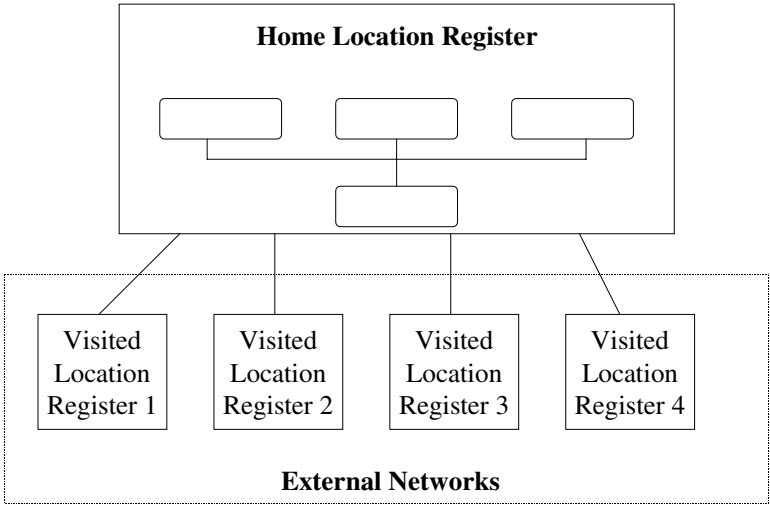 Home Location Register
Visited
Location
Register 1
Visited
Location
Register 2
Visited
Location
Register 3
Visited
Location
Register 4
External Networks